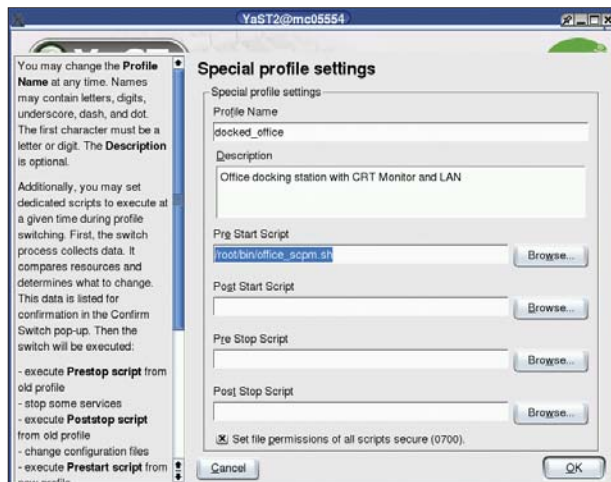 YaST2@mc05554
YaST
You may change the Profile
Name at any time. Names
may contain letters, digits,
underscore, dash, and dot.
The first character must be a
letter or digit. The Description
is optional.
Additionally, you may set
dedicated scripts to execute at
a given time during profile
switching. First, the switch
process collects data. It
compares resources and
determines what to change.
This data is listed for
confirmation in the Confirm
Switch pop-up. Then the
switch will be executed:
- execute Prestop script from
old profile
- stop some services
- execute Poststop script
from old profile
- change configuration files
- execute Prestart script from
new profile
Special profile settings
Special profile settings
Profile Name
docked_office
Description
Office docking station with CRT Monitor and LAN
Pre Start Script
/root/bin/office_scpm.sh
Browse...
Post Start Script
Browse...
Pre Stop Script
Browse...
Post Stop Script
Browse...
Set file permissions of all scripts secure (0700).
Cancel
OK